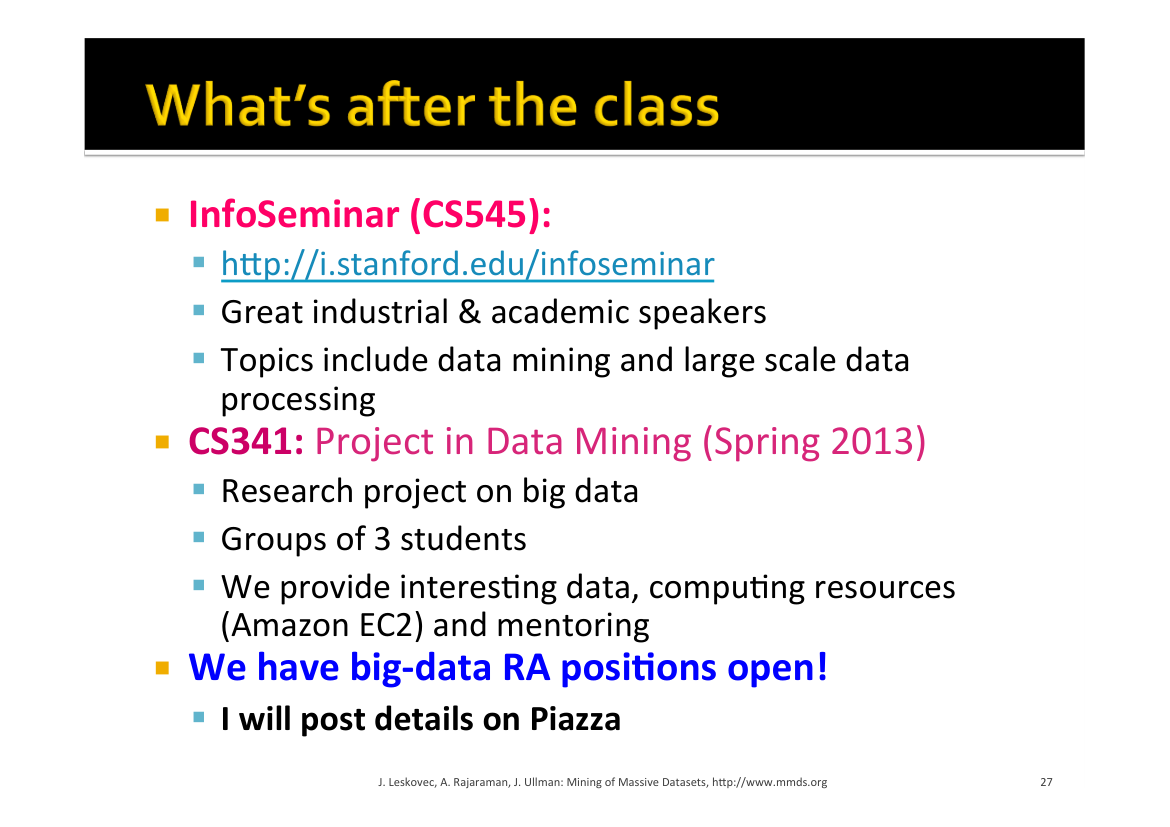 What's after the class
InfoSeminar (CS545):
http://i.stanford.edu/infoseminar
Great industrial & academic speakers
Topics include data mining and large scale data
processing
CS341: Project in Data Mining (Spring 2013)
Research project on big data
Groups of 3 students
We provide interesting data, computing resources
(Amazon EC2) and mentoring
We have big-data RA positions open!
I will post details on Piazza
J. Leskovec, A. Rajaraman, J. Ullman: Mining of Massive Datasets, http://www.mmds.org
27